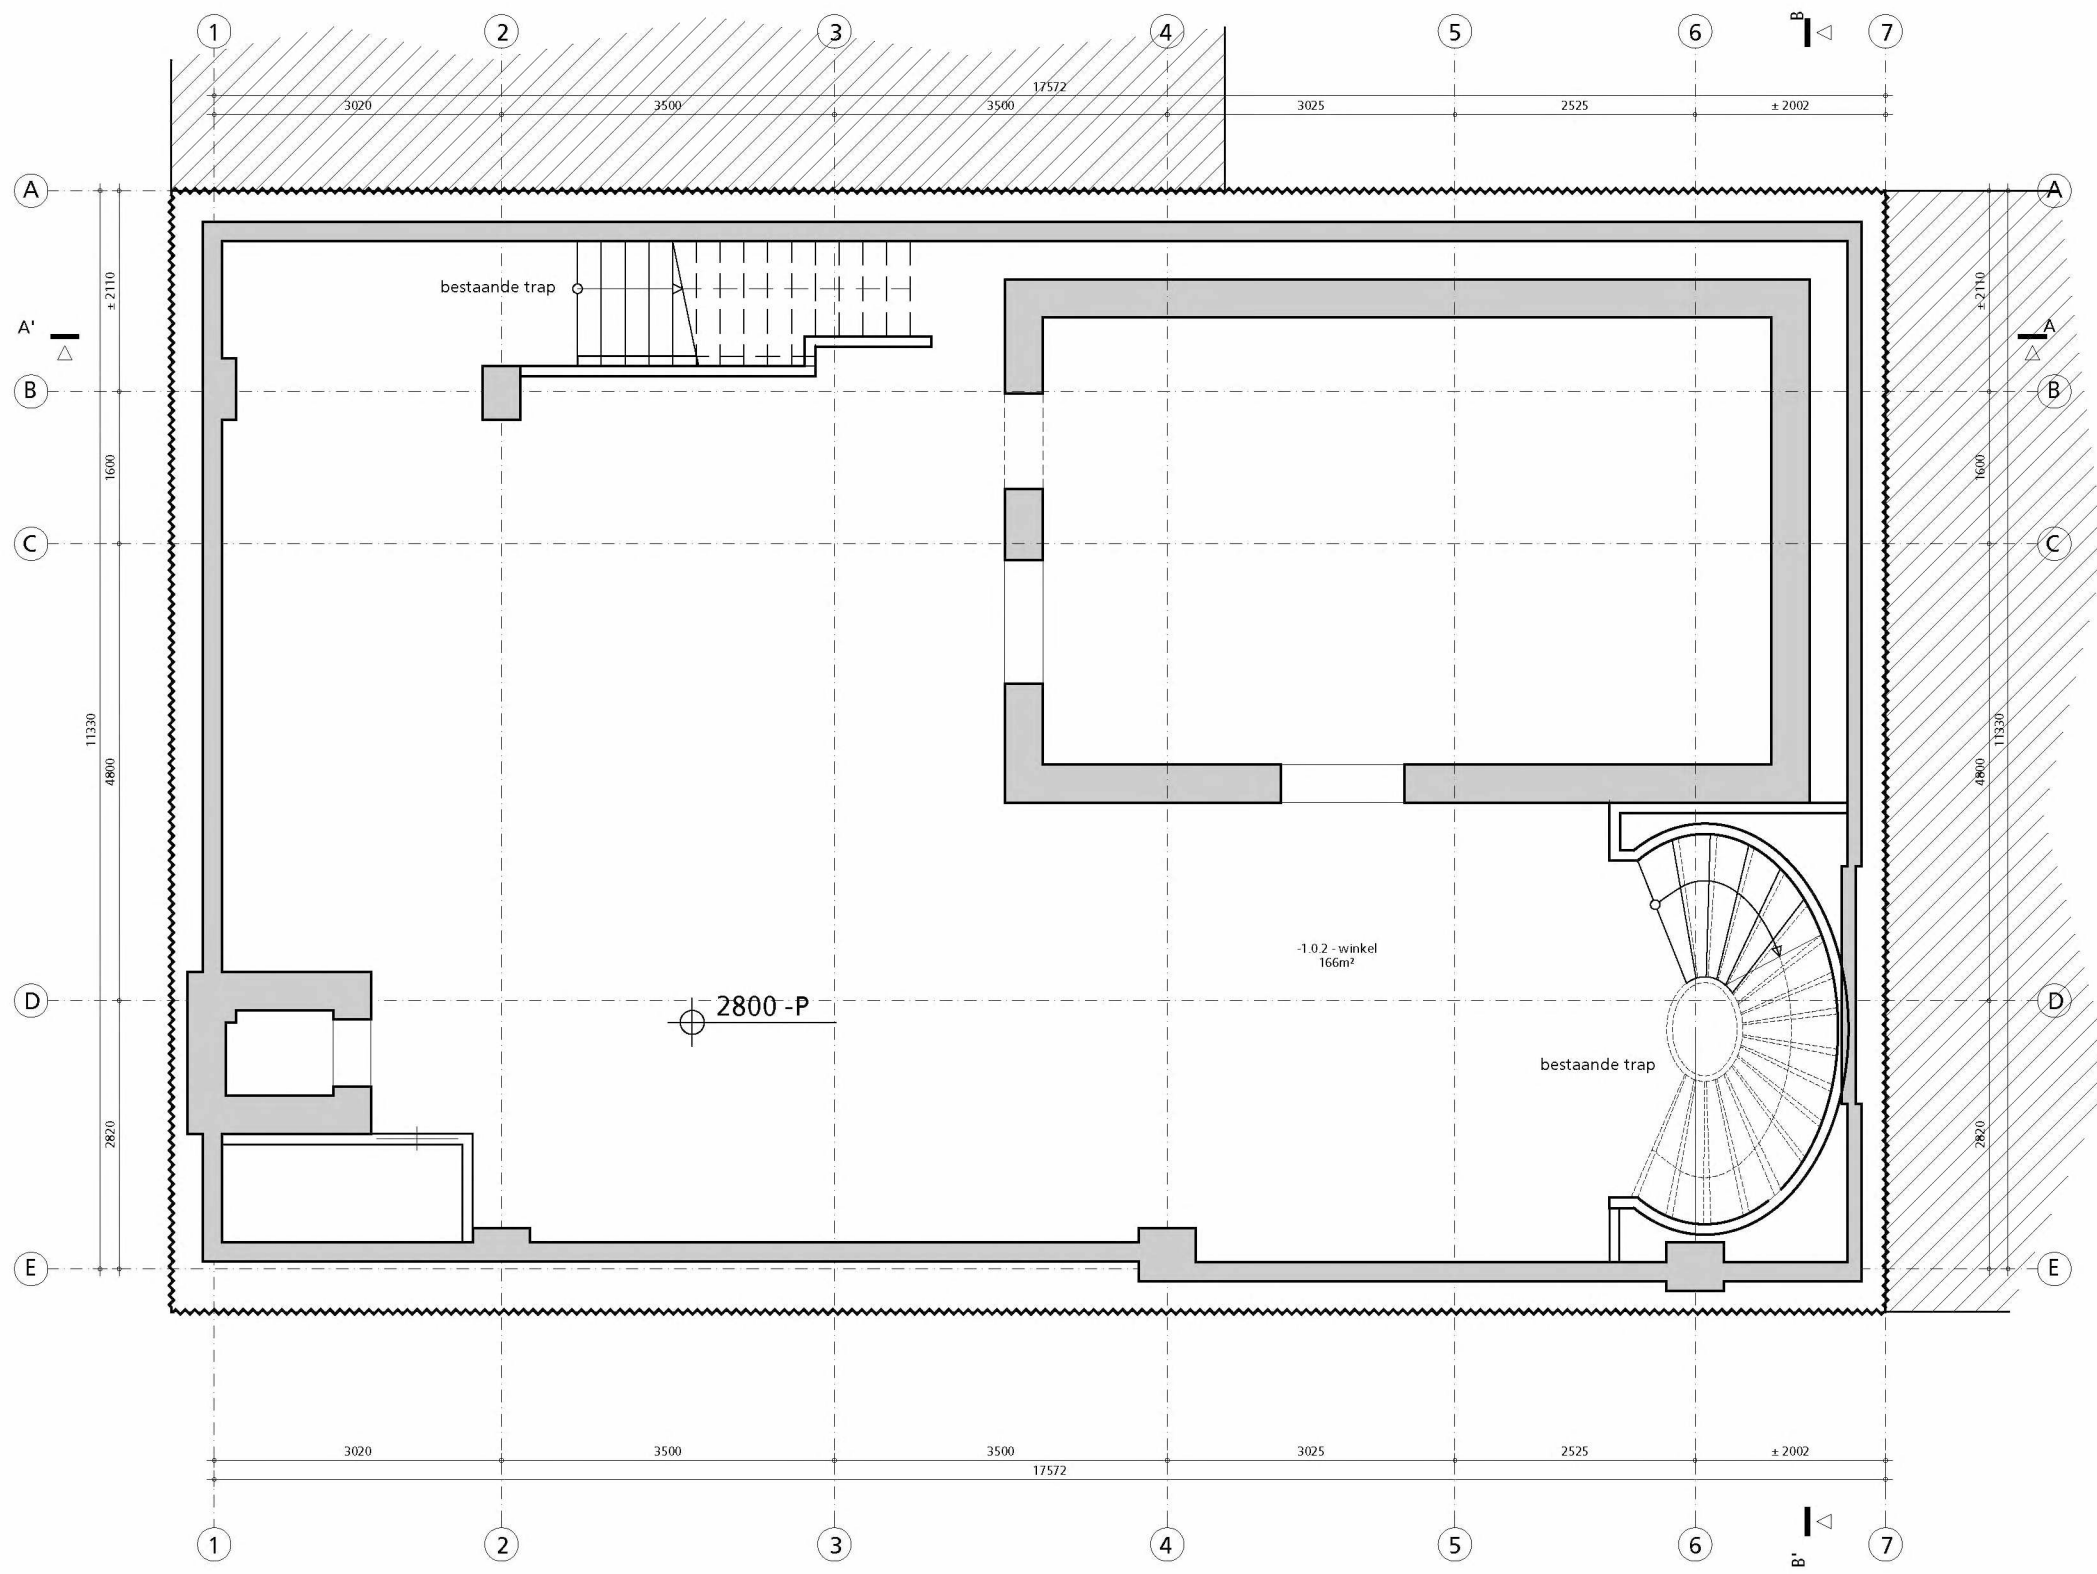 1 2 3 4 5 6 B 7
17572
3020 3500 3500 3025 2525 ± 2002
A A
± 2110 ± 2110
bestaande trap
A' A
B B
1600 1600
C C
11330 11330
4800 4800
-1.0.2 - winkel
166m²
D D
2800 -P
bestaande trap
2820 2820
E E
3020 3500 3500 3025 2525 ± 2002
17572
1 2 3 4 5 6 B' 7